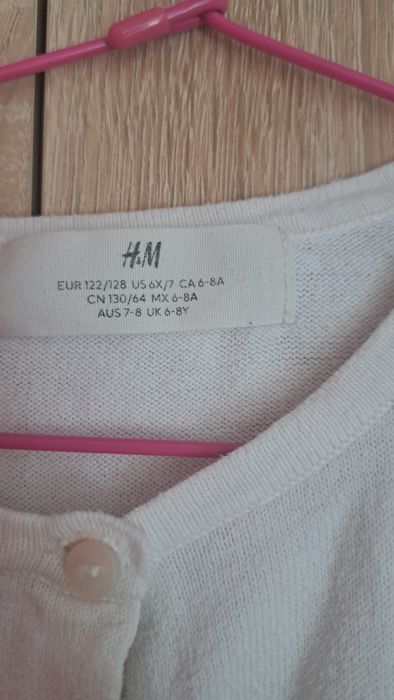 H&M
EUR 122/128 US 6X/7 CA 6-8A
CN 130/64 MX 6-8A
AUS 7-8 UK 6-8Y